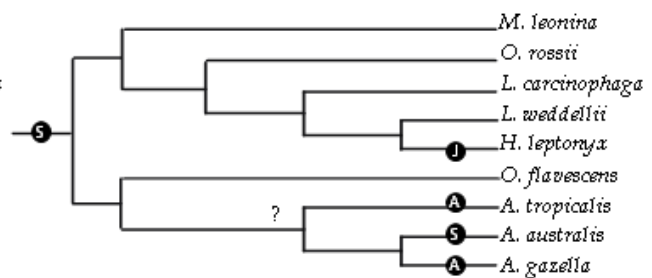 M. leonina
O. rossii
L. carcinophaga
L. weddellii
H. leptonyx
O. flavescens
A. tropicalis
A. australis
A. gazella
S
J
?
A
S
A